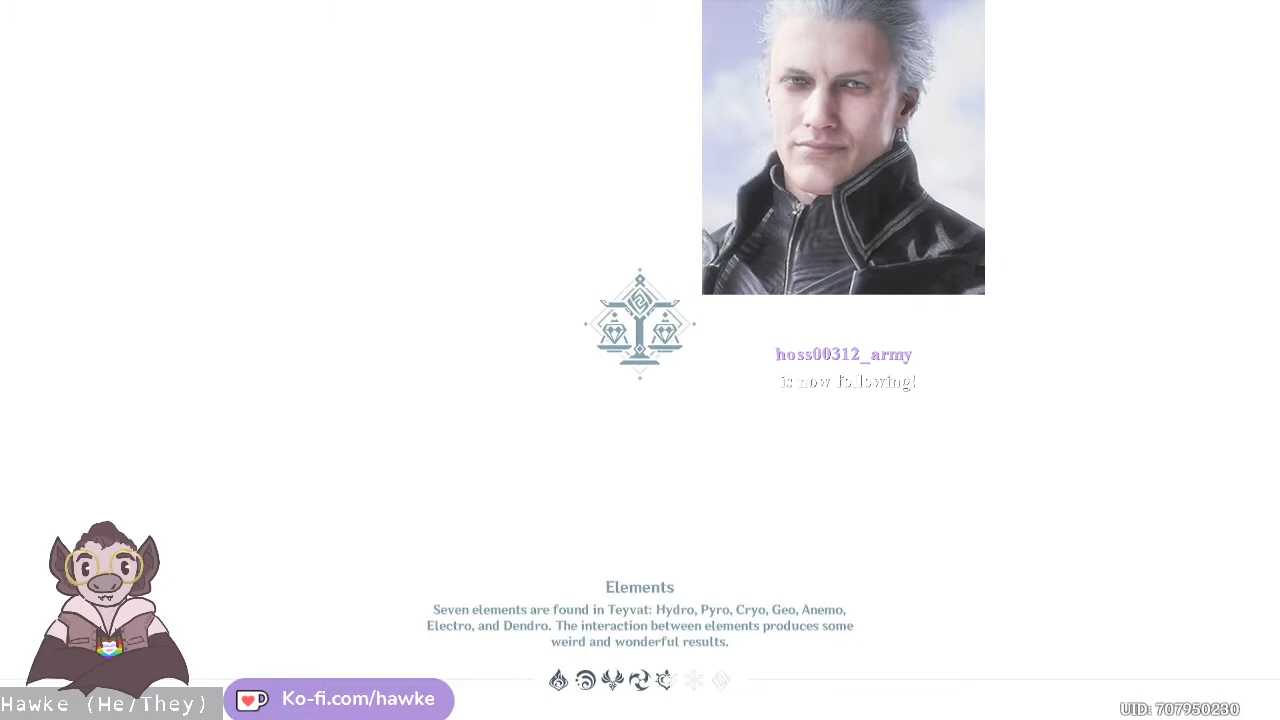 hoss00312_army
is now following!
Elements
Seven elements are found in Teyvat: Hydro, Pyro, Cryo, Geo, Anemo,
Electro, and Dendro. The interaction between elements produces some
weird and wonderful results.
Hawke (He/They)
Ko-fi.com/hawke
UID: 707950230